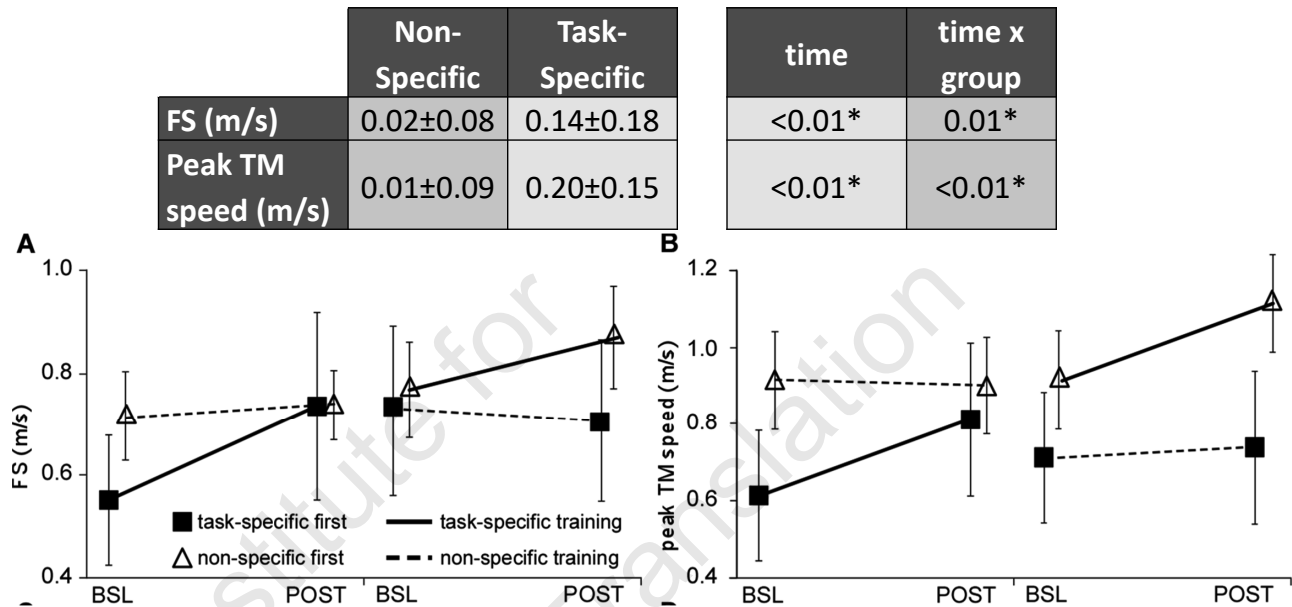 Non-
Specific
Task-
Specific
time
time x
group
FS (m/s)
0.02±0.08
0.14±0.18
<0.01*
0.01*
Peak TM
speed (m/s)
0.01±0.09
0.20±0.15
<0.01*
<0.01*
A
1.0
0.8
0.6
0.4
FS (m/s)
task-specific first
task-specific training
non-specific first
non-specific training
BSL
POST
BSL
POST
B
1.2
1.0
0.8
0.6
0.4
peak TM speed (m/s)
BSL
POST
BSL
POST
stitute for
ranslation